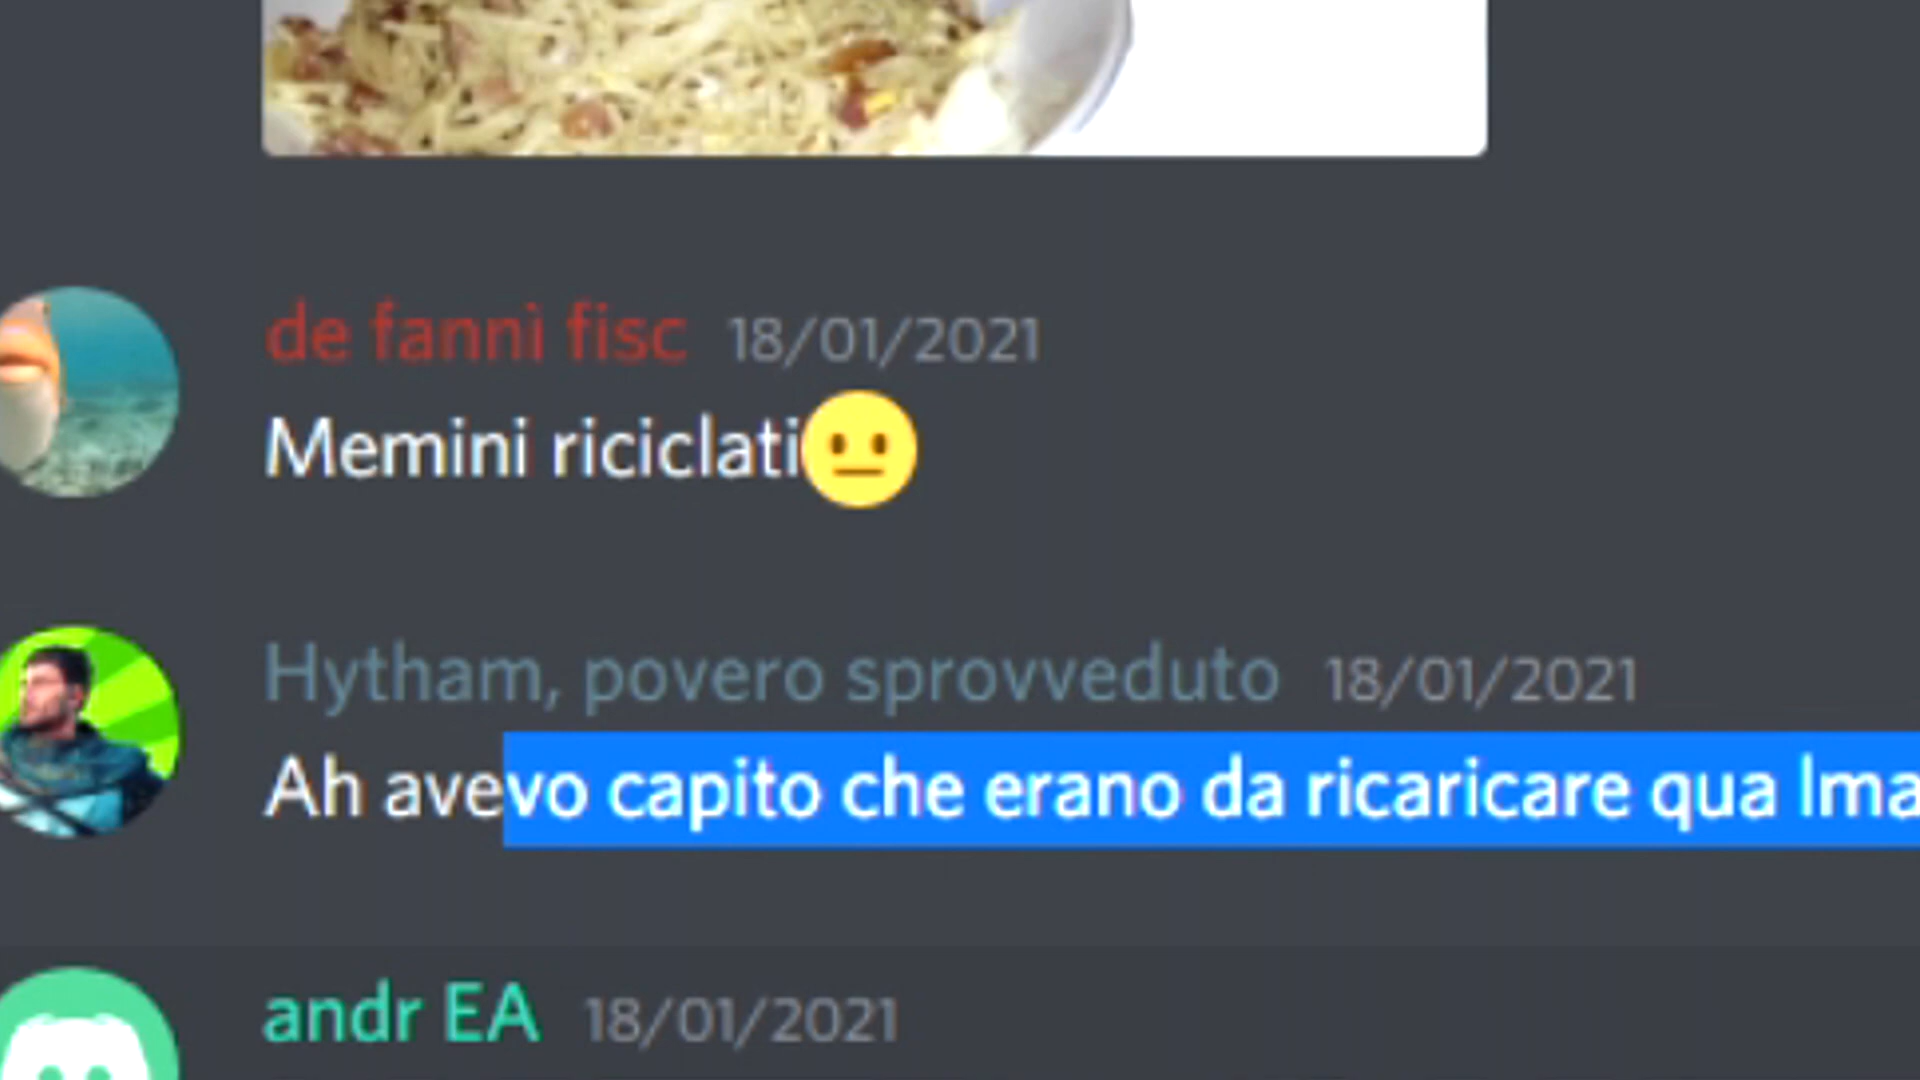 de fanni fisc 18/01/2021
Memini riciclati😐
Hytham, povero sprovveduto 18/01/2021
Ah avevo capito che erano da ricaricare qua lma
andr EA 18/01/2021